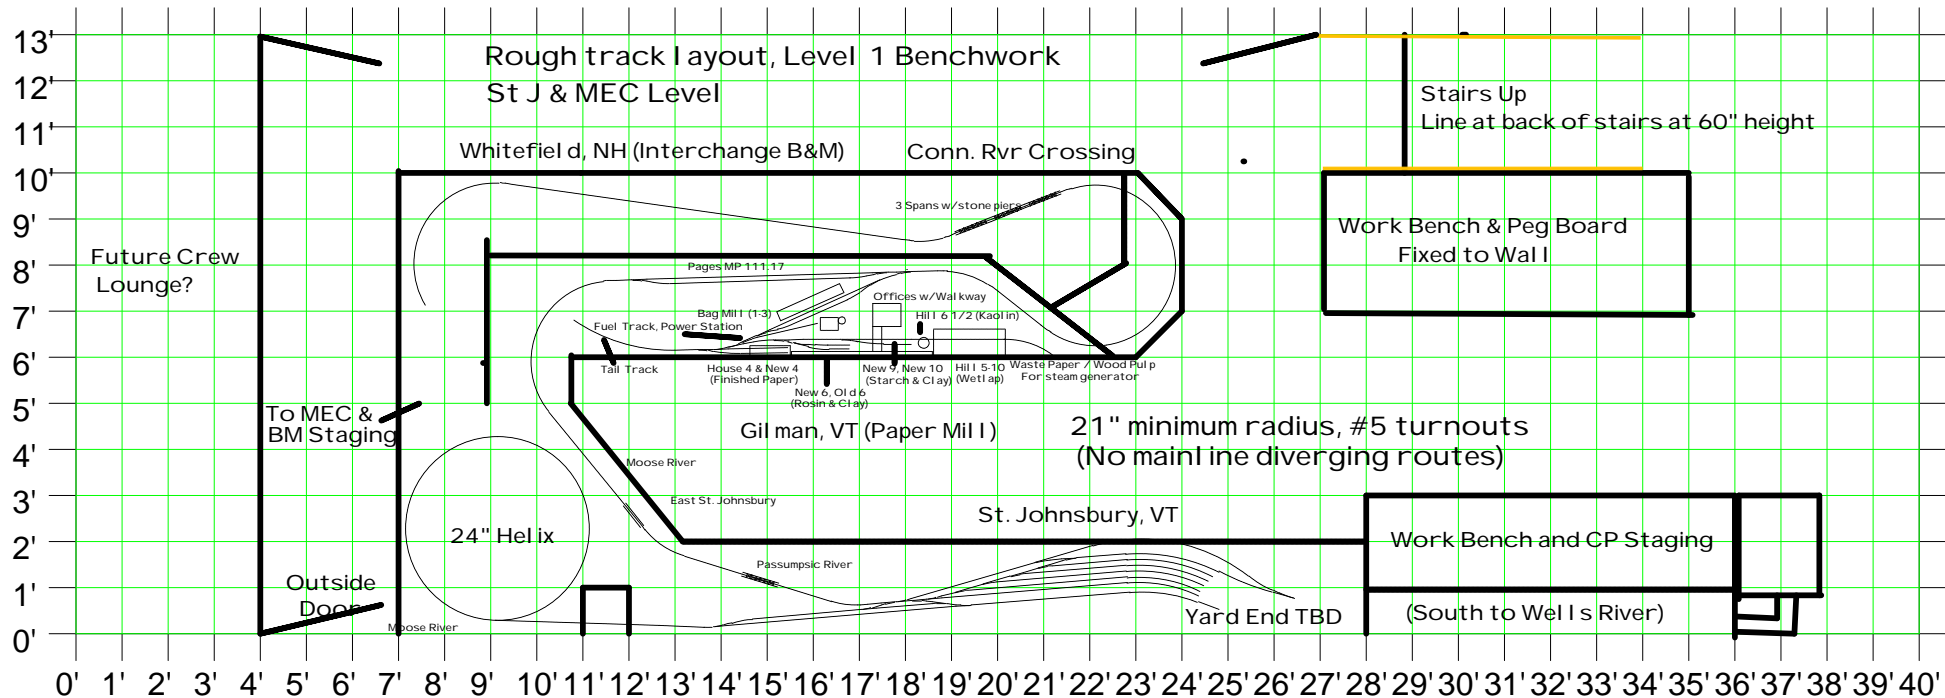 13'
Rough track layout, Level 1 Benchwork
12'
St J & MEC Level
Stairs Up
11'
Line at back of stairs at 60" height
Whitefield, NH (Interchange B&M)
Conn. Rvr Crossing
10'
3 Spans w/stone piers
9'
Work Bench & Peg Board
Fixed to Wall
Future Crew
Lounge?
8'
Pages MP 111.17
7'
Offices w/Walkway
Bag Mill (1-3)
Hill 6 1/2 (Kaolin)
Fuel Track, Power Station
6'
Tail Track
House 4 & New 4
(Finished Paper)
New 9, New 10
(Starch & Clay)
Hill 5-10
(Wetlap)
Waste Paper / Wood Pulp
For steam generator
New 6, Old 6
(Rosin & Clay)
5'
To MEC &
BM Staging
Gilman, VT (Paper Mill)
21" minimum radius, #5 turnouts
(No mainline diverging routes)
4'
Moose River
3'
East St. Johnsbury
St. Johnsbury, VT
24" Helix
2'
Work Bench and CP Staging
Passumpsic River
1'
Outside
Door
Yard End TBD
(South to Wells River)
Moose River
0'
0' 1' 2' 3' 4' 5' 6' 7' 8' 9' 10' 11' 12' 13' 14' 15' 16' 17' 18' 19' 20' 21' 22' 23' 24' 25' 26' 27' 28' 29' 30' 31' 32' 33' 34' 35' 36' 37' 38' 39' 40'